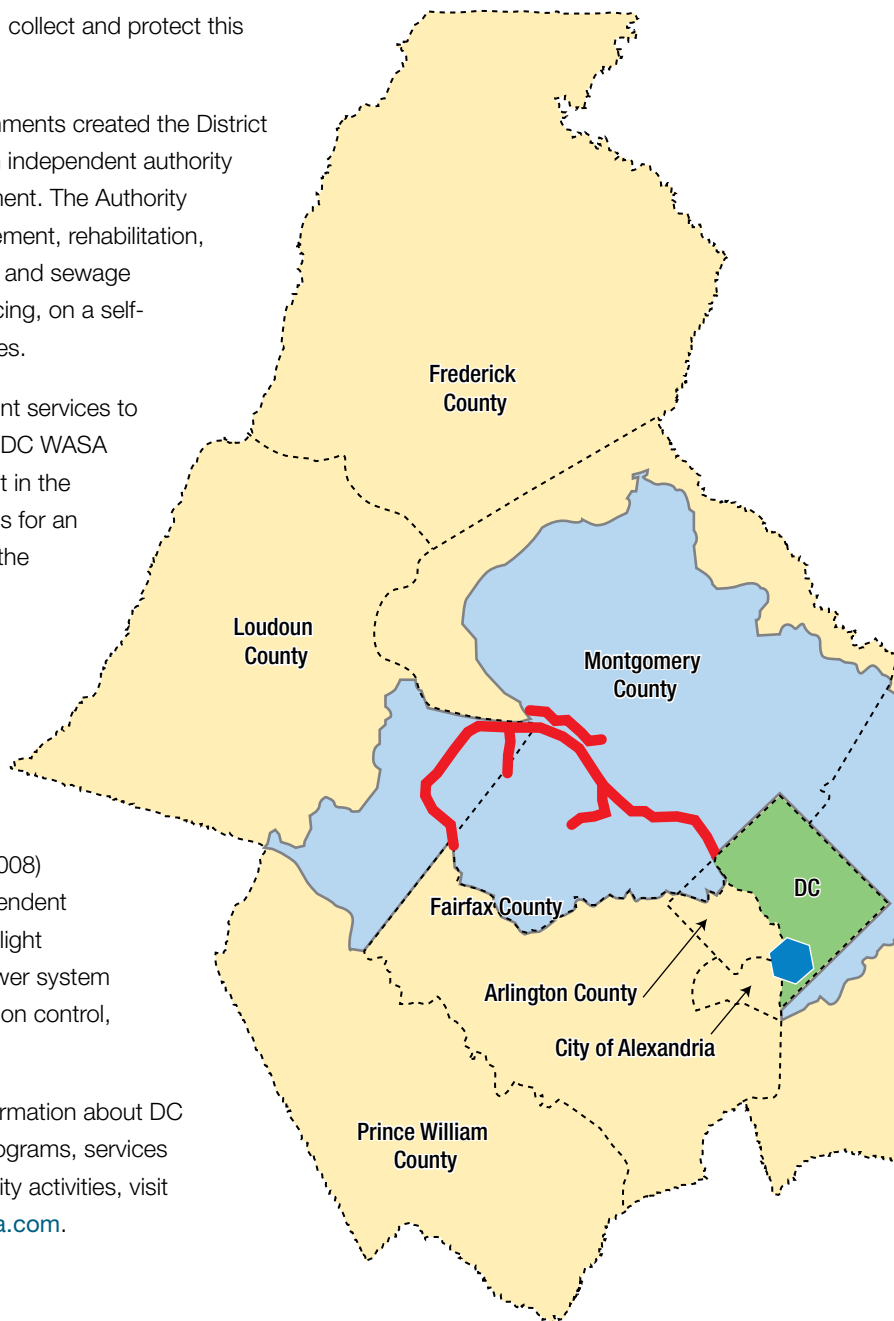 collect and protect this
nments created the District
independent authority
ment. The Authority
ement, rehabilitation,
and sewage
cing, on a self-
es.
nt services to
DC WASA
t in the
s for an
the
008)
endent
light
wer system
on control,
ormation about DC
ograms, services
ity activities, visit
a.com.
Frederick
County
Loudoun
County
Montgomery
County
DC
Fairfax County
Arlington County
City of Alexandria
Prince William
County